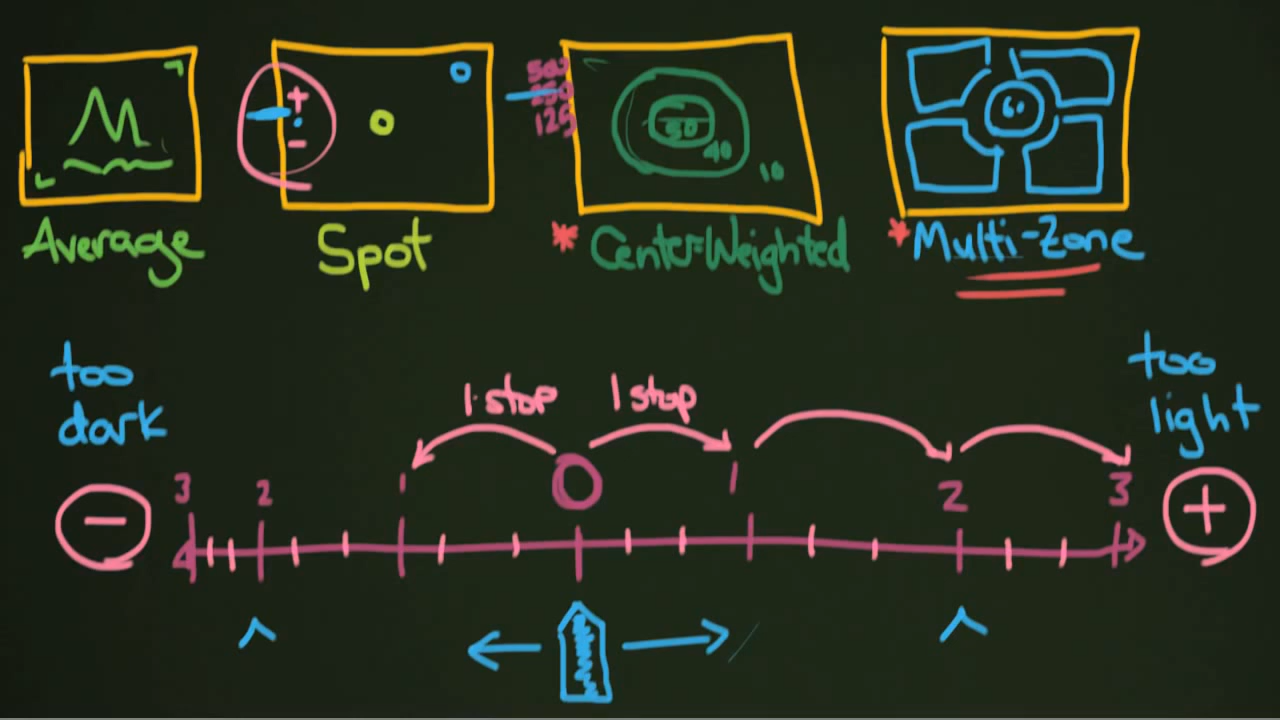 +
-
500
250
125
50
40
10
60
Average
Spot
* Center-Weighted
* Multi-Zone
too
dark
1 stop
1 stop
too
light
-
3
2
1
0
1
2
3
+